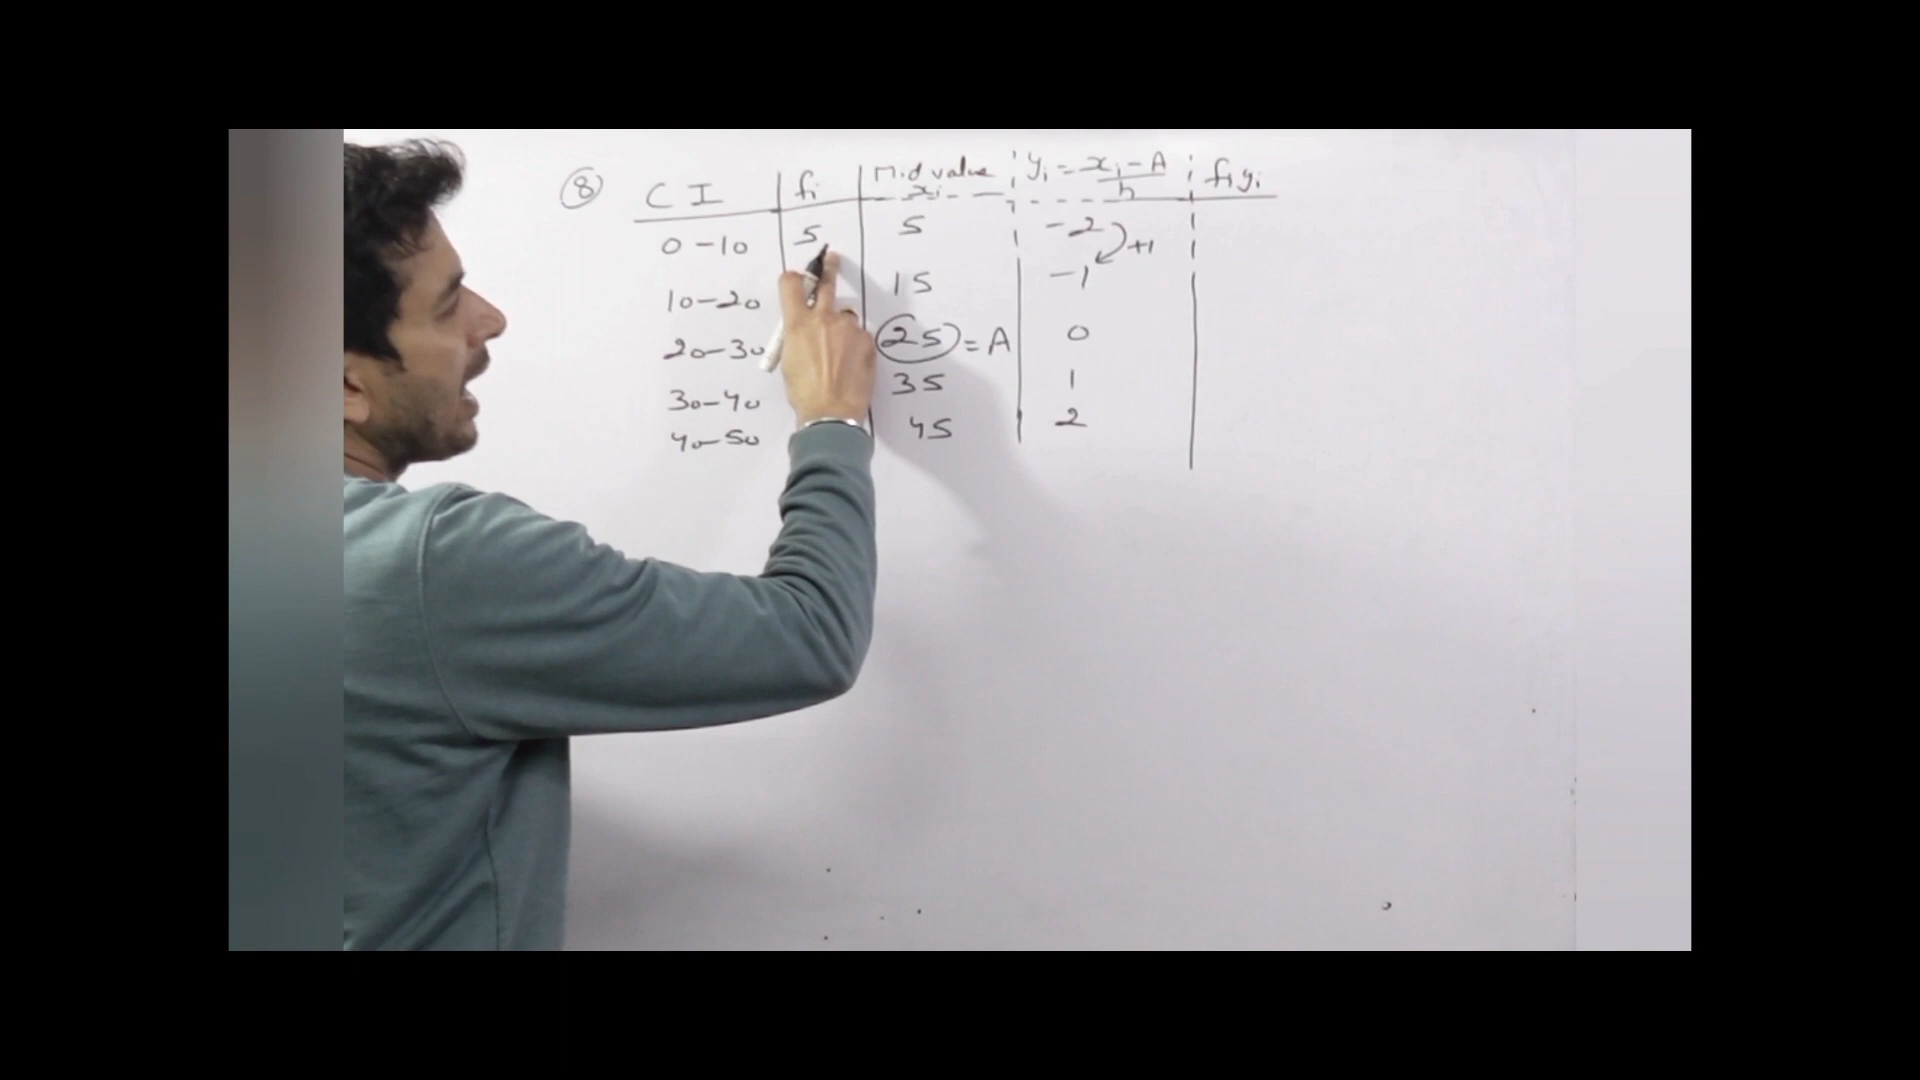 ⑧ CI fi Mid value xi yi = xi - A / h fiyi
0-10 5 5 -2 +1
10-20 15 -1
20-30 25 = A 0
30-40 35 1
40-50 45 2